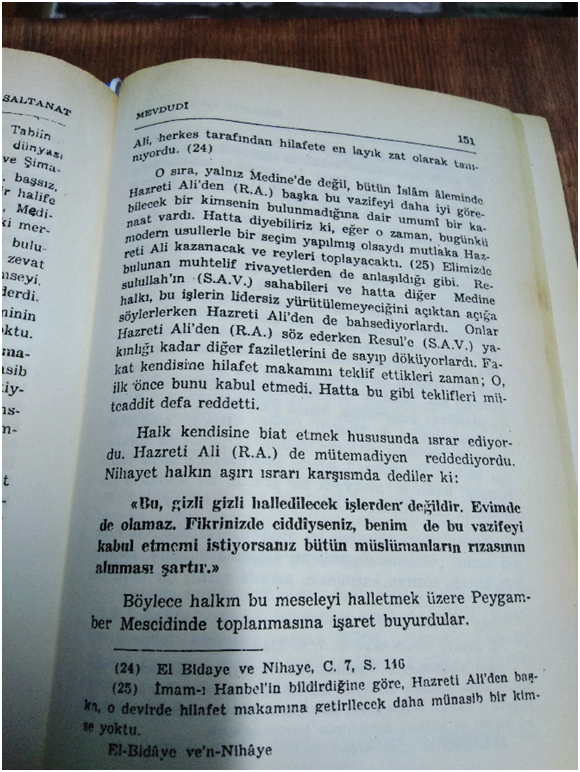 SALTANAT
Tabiin
dünyası
ve Şima-
, başsız,
r halife
, Medi-
ki mer-
bulu-
zevat
mseyi.
derdi.
minin
ktu.
ma-
asib
iy-
ns-
m-
t
-
MEVDUDİ 151
Ali, herkes tarafından hilafete en layık zat olarak tanı-
nıyordu. (24)
O sıra, yalnız Medine'de değil, bütün İslâm âleminde
Hazreti Ali'den (R.A.) başka bu vazifeyi daha iyi göre-
bilecek bir kimsenin bulunmadığına dair umumî bir ka-
naat vardı. Hatta diyebiliriz ki, eğer o zaman, bugünkü
modern usullerle bir seçim yapılmış olsaydı mutlaka Haz-
reti Ali kazanacak ve reyleri toplayacaktı. (25) Elimizde
bulunan muhtelif rivayetlerden de anlaşıldığı gibi. Re-
sulullah'ın (S.A.V.) sahabileri ve hatta diğer Medine
halkı, bu işlerin lidersiz yürütülemeyeciğini açıktan açığa
söylerlerken Hazreti Ali'den de bahsediyorlardı. Onlar
Hazreti Ali'den (R.A.) söz ederken Resul'e (S.A.V.) ya-
kınlığı kadar diğer faziletlerini de sayıp döküyorlardı. Fa-
kat kendisine hilafet makamını teklif ettikleri zaman; O,
ilk önce bunu kabul etmedi. Hatta bu gibi teklifleri mü-
teaddit defa reddetti.
Halk kendisine biat etmek hususunda ısrar ediyor-
du. Hazreti Ali (R.A.) de mütemadiyen reddediyordu.
Nihayet halkın aşırı ısrarı karşısında dediler ki:
«Bu, gizli gizli halledilecek işlerden değildir. Evimde
de olamaz. Fikrinizde ciddiyseniz, benim de bu vazifeyi
kabul etmemi istiyorsanız bütün müslümanların rızasının
alınması şartır.»
Böylece halkın bu meseleyi halletmek üzere Peygam-
ber Mescidinde toplanmasına işaret buyurdular.
(24) El Bidaye ve Nihaye, C. 7, S. 146
(25) İmam-ı Hanbel'in bildirdiğine göre, Hazreti Ali'den baş-
ka, o devirde hilafet makamına getirilecek daha münasib bir kim-
se yoktu.
El-Bidâye ve'n-Nihâye